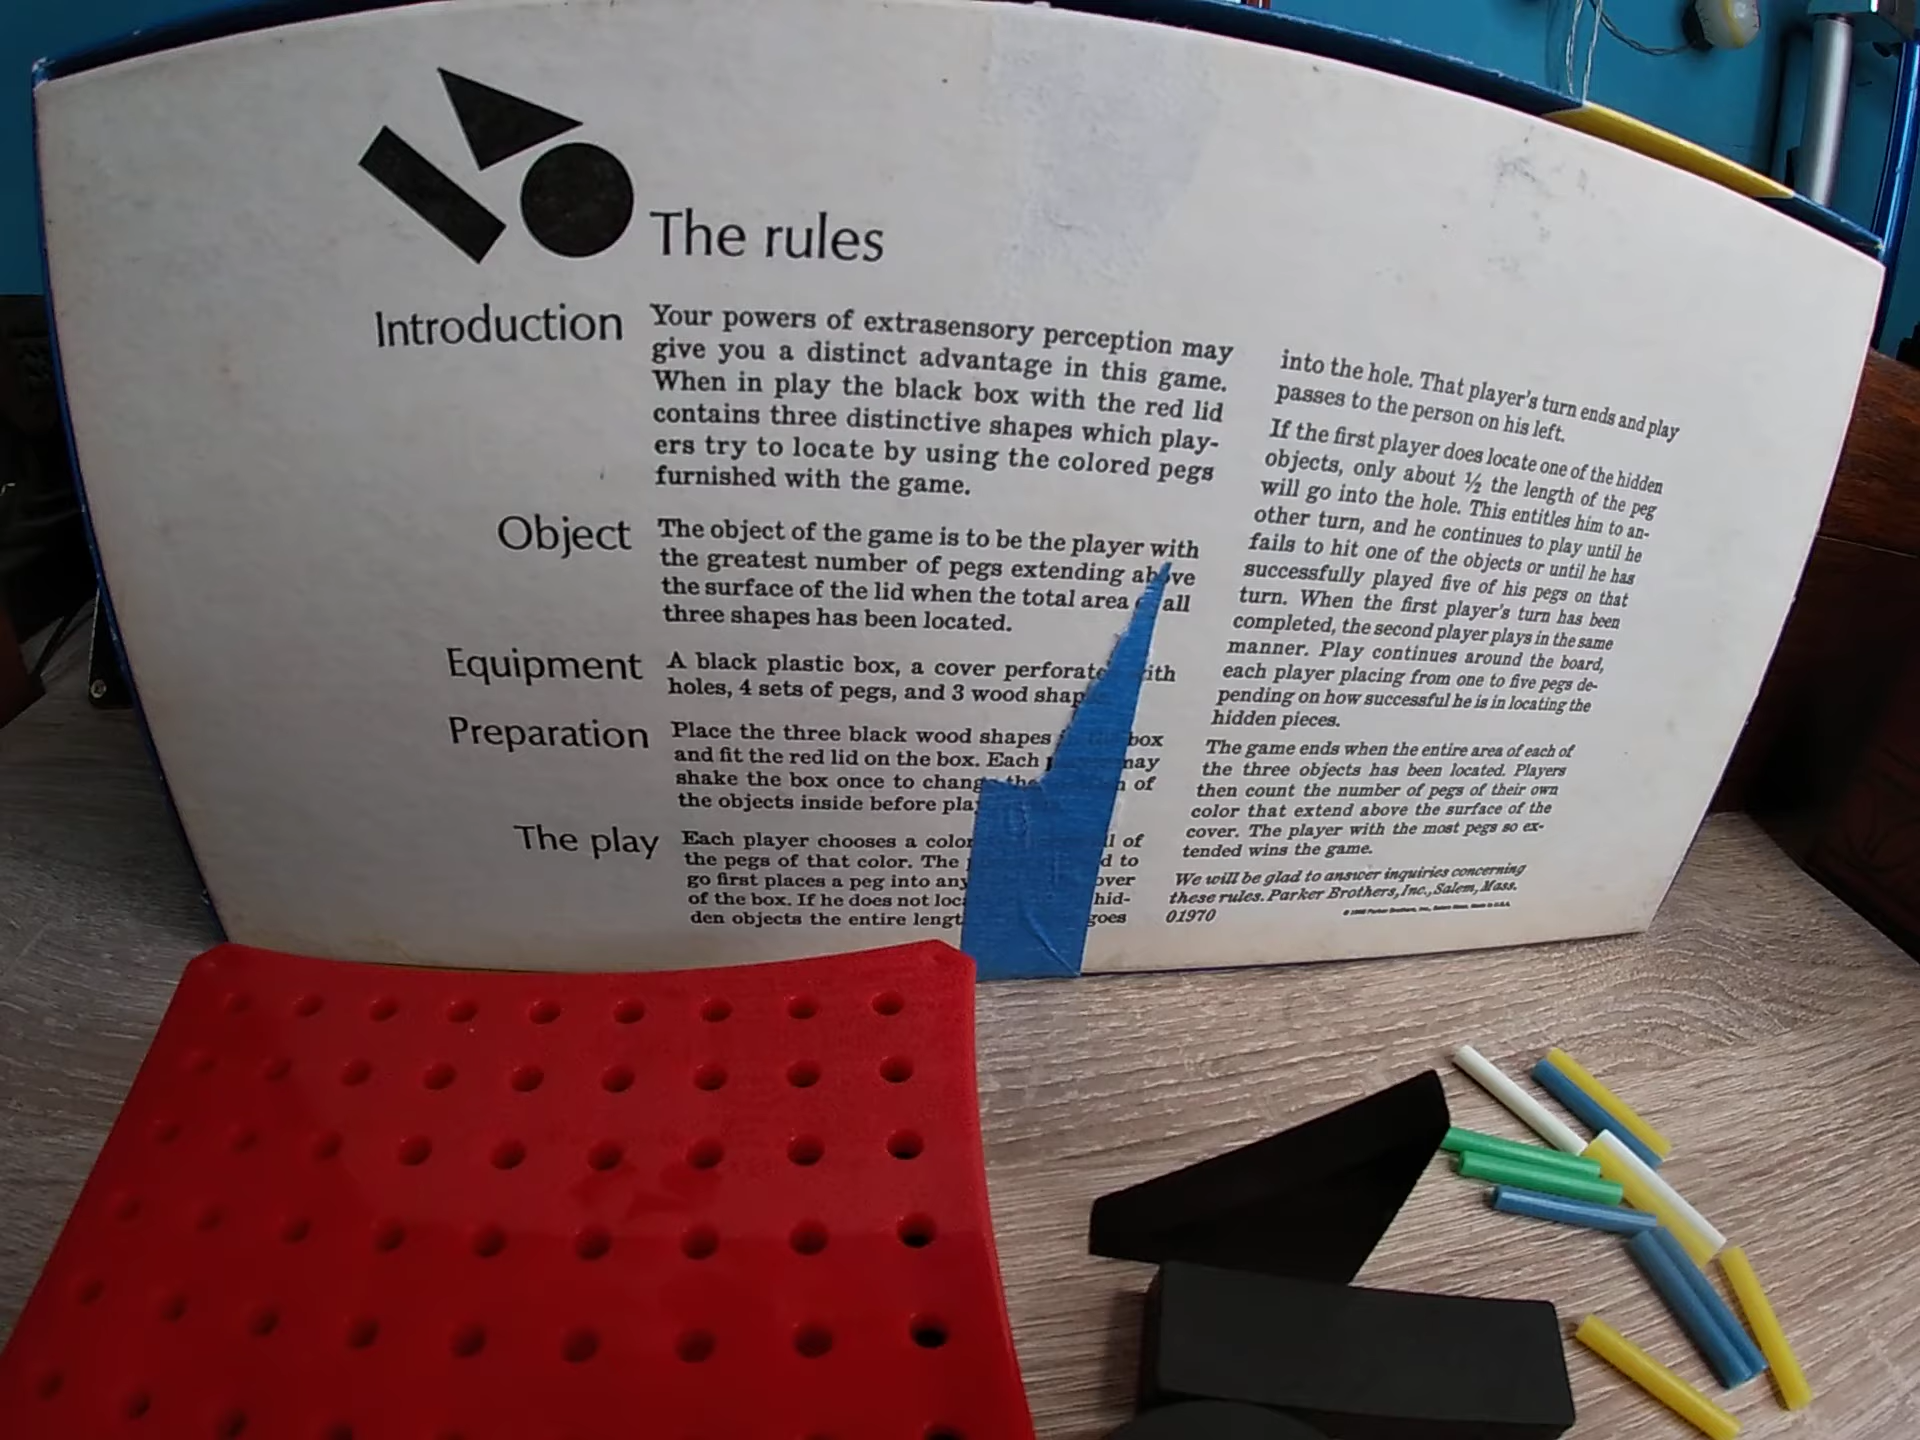 The rules
Introduction
Your powers of extrasensory perception may
give you a distinct advantage in this game.
When in play the black box with the red lid
contains three distinctive shapes which play-
ers try to locate by using the colored pegs
furnished with the game.
Object
The object of the game is to be the player with
the greatest number of pegs extending above
the surface of the lid when the total area all
three shapes has been located.
Equipment
A black plastic box, a cover perforate ith
holes, 4 sets of pegs, and 3 wood shap
Preparation
Place the three black wood shapes box
and fit the red lid on the box. Each may
shake the box once to chang the of
the objects inside before pla
The play
Each player chooses a color l of
the pegs of that color. The d to
go first places a peg into any over
of the box. If he does not loc hid-
den objects the entire lengt goes
into the hole. That player's turn ends and play
passes to the person on his left.
If the first player does locate one of the hidden
objects, only about ½ the length of the peg
will go into the hole. This entitles him to an-
other turn, and he continues to play until he
fails to hit one of the objects or until he has
successfully played five of his pegs on that
turn. When the first player's turn has been
completed, the second player plays in the same
manner. Play continues around the board,
each player placing from one to five pegs de-
pending on how successful he is in locating the
hidden pieces.
The game ends when the entire area of each of
the three objects has been located. Players
then count the number of pegs of their own
color that extend above the surface of the
cover. The player with the most pegs so ex-
tended wins the game.
We will be glad to answer inquiries concerning
these rules. Parker Brothers, Inc., Salem, Mass.
01970
Parker Brothers, Inc., Salem, Mass. Made in U.S.A.